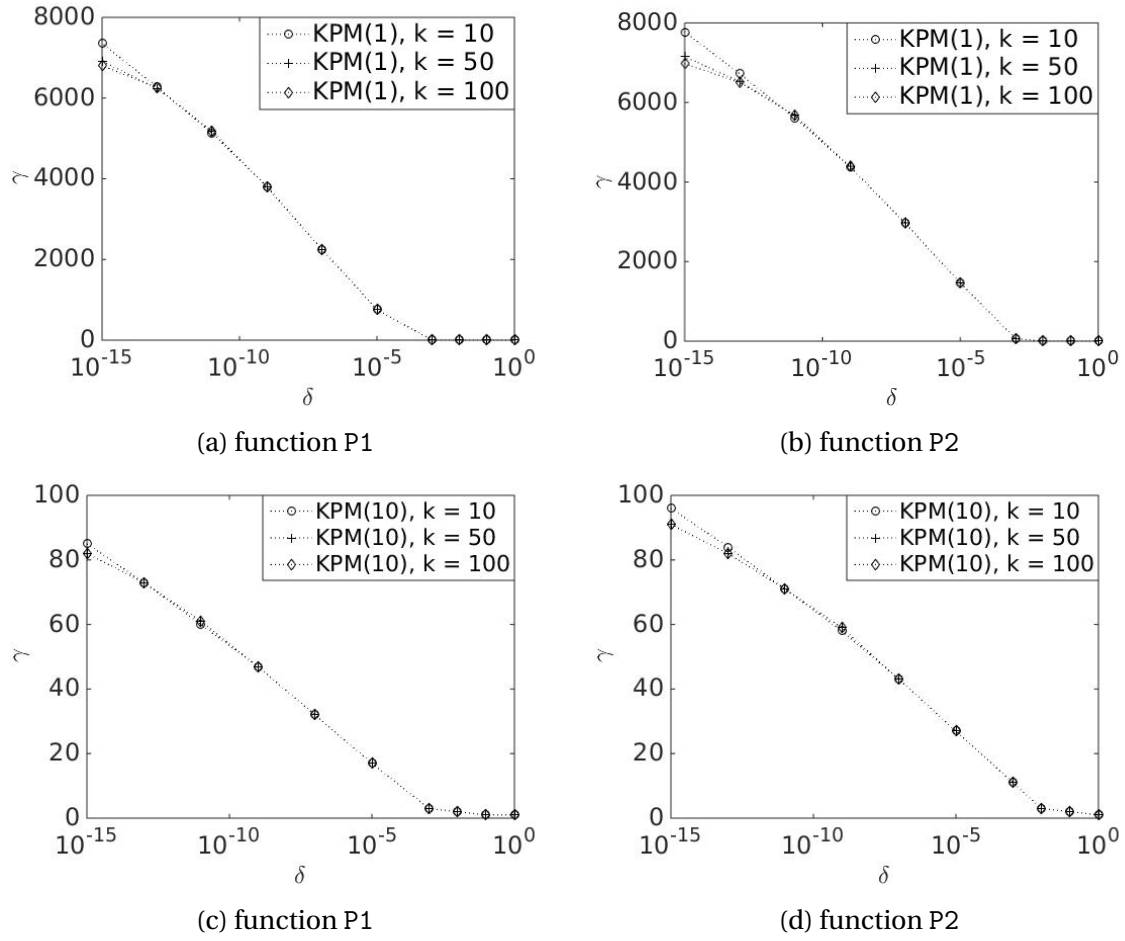 8000
6000
4000
2000
0
γ
KPM(1), k = 10
KPM(1), k = 50
KPM(1), k = 100
10^-15
10^-10
10^-5
10^0
δ
(a) function P1
8000
6000
4000
2000
0
γ
KPM(1), k = 10
KPM(1), k = 50
KPM(1), k = 100
10^-15
10^-10
10^-5
10^0
δ
(b) function P2
100
80
60
40
20
0
γ
KPM(10), k = 10
KPM(10), k = 50
KPM(10), k = 100
10^-15
10^-10
10^-5
10^0
δ
(c) function P1
100
80
60
40
20
0
γ
KPM(10), k = 10
KPM(10), k = 50
KPM(10), k = 100
10^-15
10^-10
10^-5
10^0
δ
(d) function P2